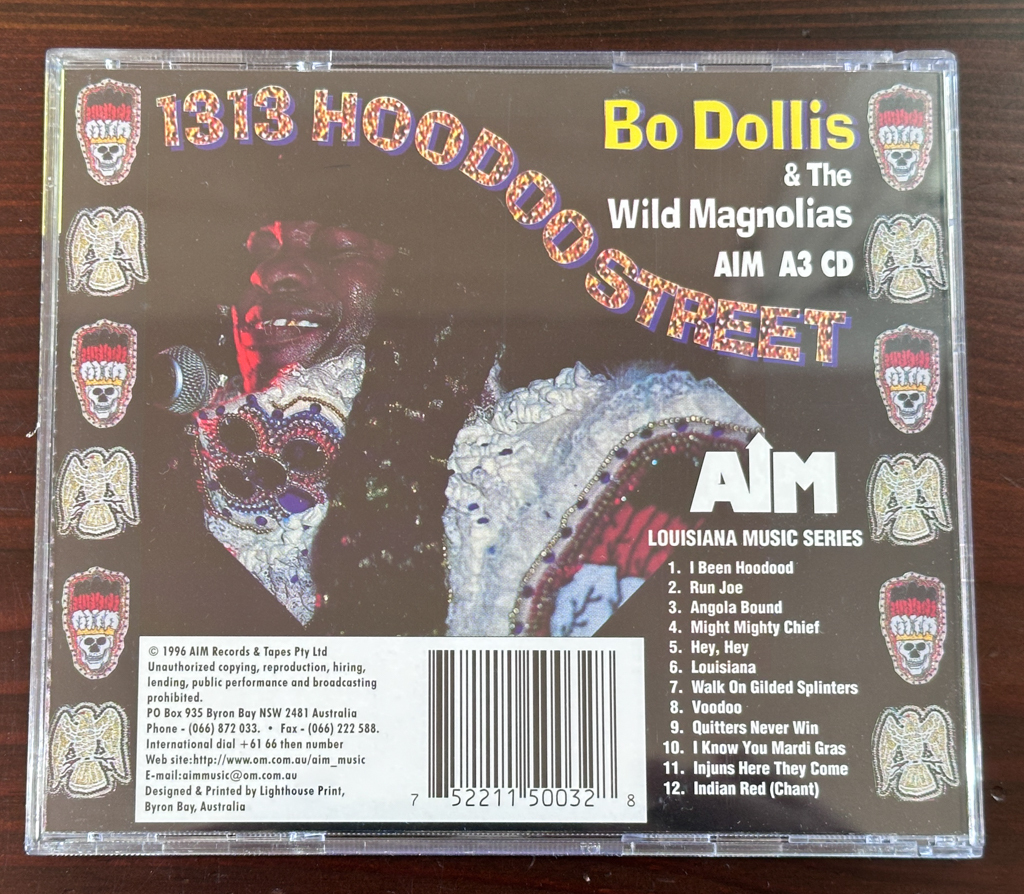 1313 HOODOO STREET
Bo Dollis
& The
Wild Magnolias
AIM A3 CD
AIM
LOUISIANA MUSIC SERIES
1. I Been Hoodood
2. Run Joe
3. Angola Bound
4. Might Mighty Chief
5. Hey, Hey
6. Louisiana
7. Walk On Gilded Splinters
8. Voodoo
9. Quitters Never Win
10. I Know You Mardi Gras
11. Injuns Here They Come
12. Indian Red (Chant)
© 1996 AIM Records & Tapes Pty Ltd
Unauthorized copying, reproduction, hiring,
lending, public performance and broadcasting
prohibited.
PO Box 935 Byron Bay NSW 2481 Australia
Phone - (066) 872 033. • Fax - (066) 222 588.
International dial +61 66 then number
Web site:http://www.om.com.au/aim_music
E-mail:aimmusic@om.com.au
Designed & Printed by Lighthouse Print,
Byron Bay, Australia
7 52211 50032 8